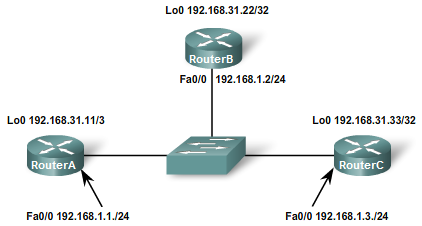 Lo0 192.168.31.22/32
RouterB
Fa0/0 192.168.1.2/24
Lo0 192.168.31.11/3
Lo0 192.168.31.33/32
RouterA
RouterC
Fa0/0 192.168.1.1./24
Fa0/0 192.168.1.3./24